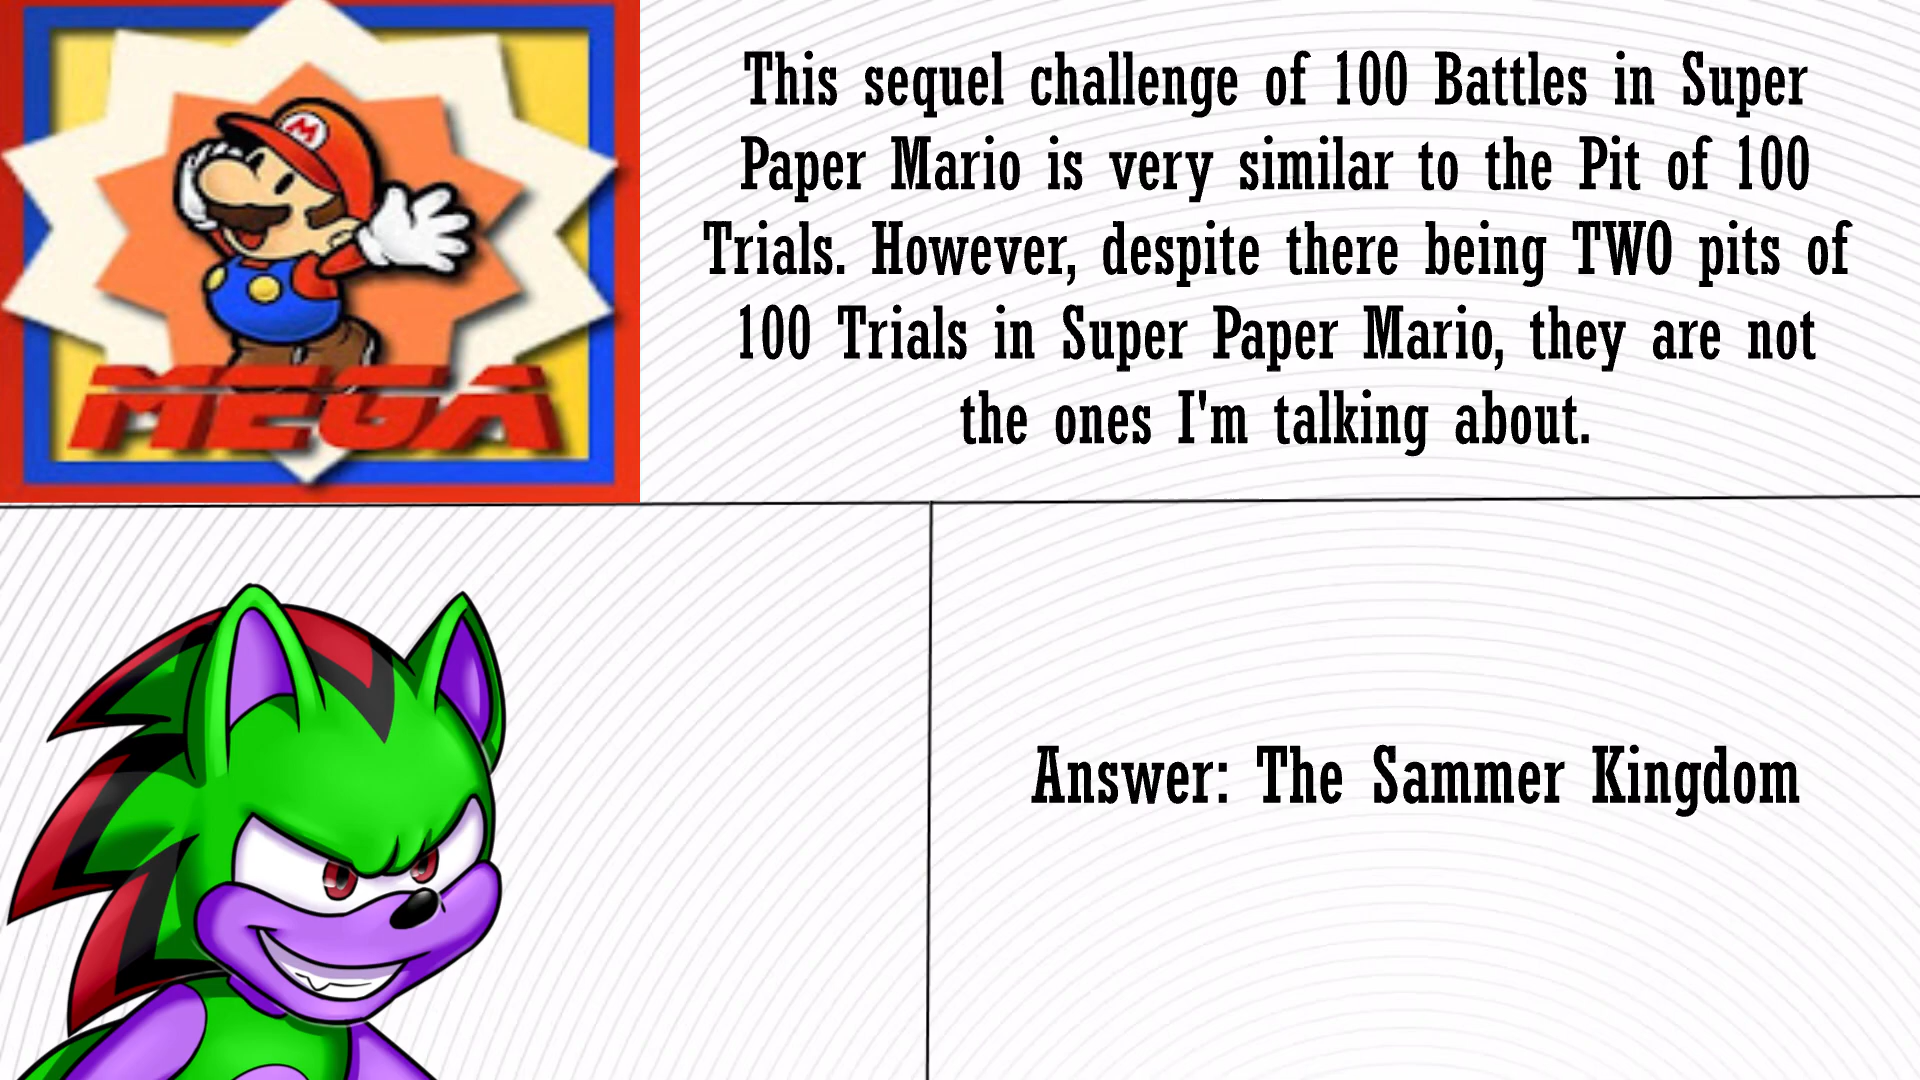 M
MEGA
This sequel challenge of 100 Battles in Super
Paper Mario is very similar to the Pit of 100
Trials. However, despite there being TWO pits of
100 Trials in Super Paper Mario, they are not
the ones I'm talking about.
Answer: The Sammer Kingdom